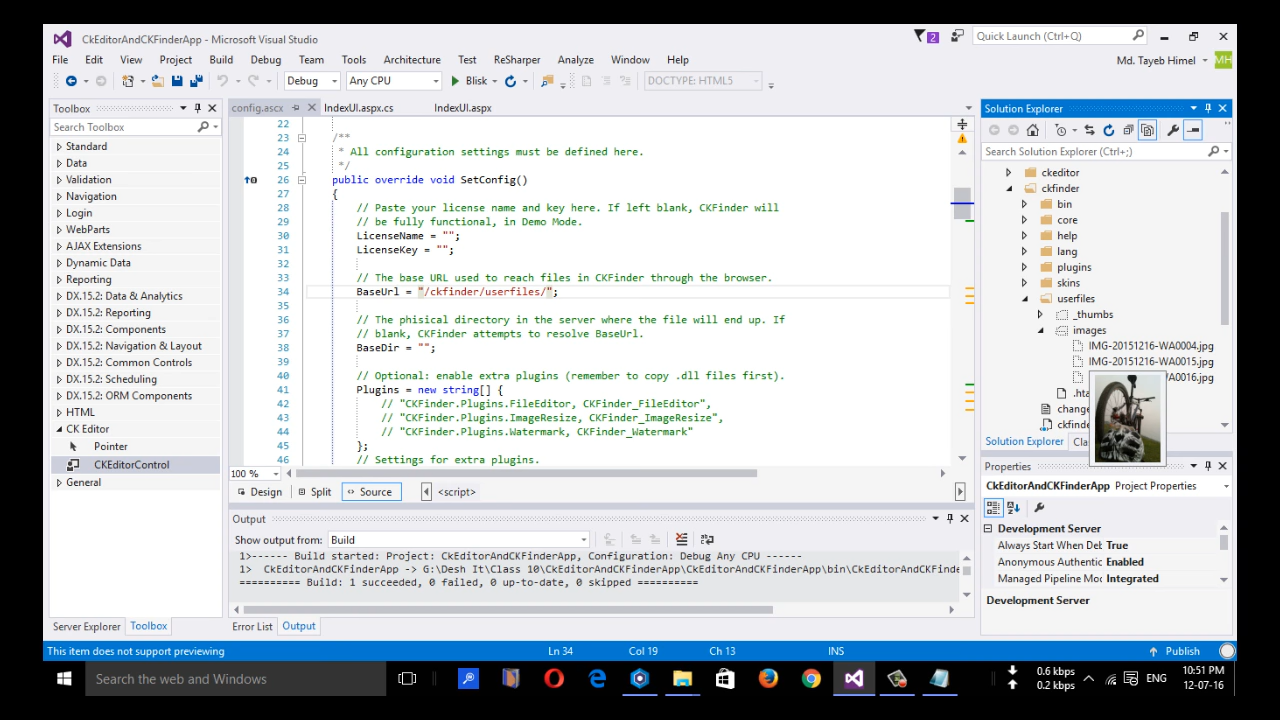 CkEditorAndCKFinderApp - Microsoft Visual Studio
2
Quick Launch (Ctrl+Q)
File Edit View Project Build Debug Team Tools Architecture Test ReSharper Analyze Window Help
Md. Tayeb Himel
MH
Debug Any CPU Blisk DOCTYPE: HTML5
Toolbox
Search Toolbox
Standard
Data
Validation
Navigation
Login
WebParts
AJAX Extensions
Dynamic Data
Reporting
DX.15.2: Data & Analytics
DX.15.2: Reporting
DX.15.2: Components
DX.15.2: Navigation & Layout
DX.15.2: Common Controls
DX.15.2: Scheduling
DX.15.2: ORM Components
HTML
CK Editor
Pointer
CKEditorControl
General
Server Explorer Toolbox
config.ascx IndexUI.aspx.cs IndexUI.aspx
22
23 /**
24 * All configuration settings must be defined here.
25 */
26 public override void SetConfig()
27 {
28 // Paste your license name and key here. If left blank, CKFinder will
29 // be fully functional, in Demo Mode.
30 LicenseName = "";
31 LicenseKey = "";
32
33 // The base URL used to reach files in CKFinder through the browser.
34 BaseUrl = "/ckfinder/userfiles/";
35
36 // The phisical directory in the server where the file will end up. If
37 // blank, CKFinder attempts to resolve BaseUrl.
38 BaseDir = "";
39
40 // Optional: enable extra plugins (remember to copy .dll files first).
41 Plugins = new string[] {
42 // "CKFinder.Plugins.FileEditor, CKFinder_FileEditor",
43 // "CKFinder.Plugins.ImageResize, CKFinder_ImageResize",
44 // "CKFinder.Plugins.Watermark, CKFinder_Watermark"
45 };
46 // Settings for extra plugins.
100 %
Design Split Source <script>
Output
Show output from: Build
1>------ Build started: Project: CkEditorAndCKFinderApp, Configuration: Debug Any CPU ------
1> CkEditorAndCKFinderApp -> G:\Desh It\Class 10\CkEditorAndCKFinderApp\CkEditorAndCKFinderApp\bin\CkEditorAndCKFinde
========== Build: 1 succeeded, 0 failed, 0 up-to-date, 0 skipped ==========
Error List Output
Solution Explorer
Search Solution Explorer (Ctrl+;)
ckeditor
ckfinder
bin
core
help
lang
plugins
skins
userfiles
_thumbs
images
IMG-20151216-WA0004.jpg
IMG-20151216-WA0015.jpg
WA0016.jpg
.hta
change
ckfinde
Solution Explorer Cla
Properties
CkEditorAndCKFinderApp Project Properties
Development Server
Always Start When Det True
Anonymous Authentic Enabled
Managed Pipeline Moc Integrated
Development Server
This item does not support previewing Ln 34 Col 19 Ch 13 INS Publish
Search the web and Windows
0.6 kbps
0.2 kbps
ENG
10:51 PM
12-07-16